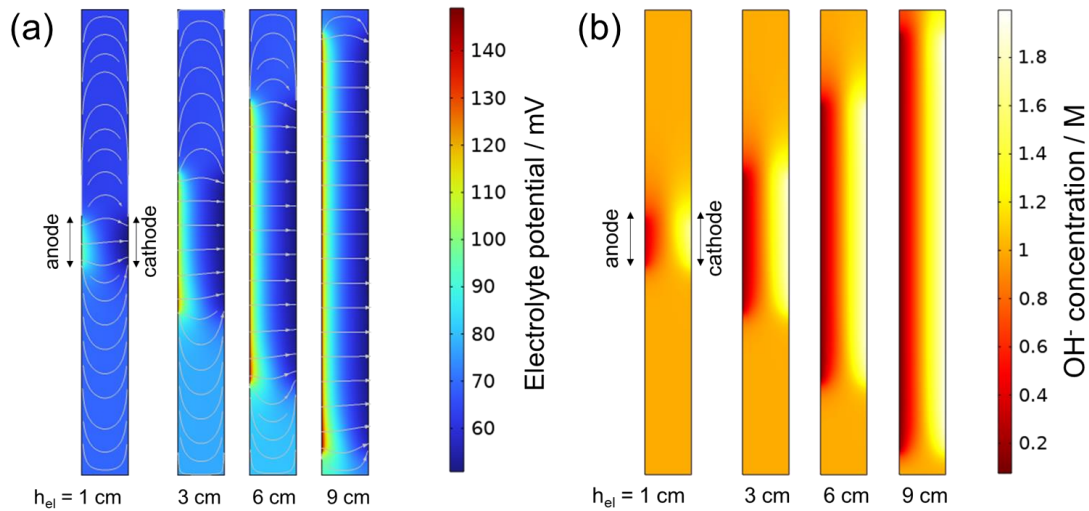 (a)
anode
cathode
h_el = 1 cm
3 cm
6 cm
9 cm
140
130
120
110
100
90
80
70
60
Electrolyte potential / mV
(b)
anode
cathode
h_el = 1 cm
3 cm
6 cm
9 cm
1.8
1.6
1.4
1.2
1
0.8
0.6
0.4
0.2
OH⁻ concentration / M